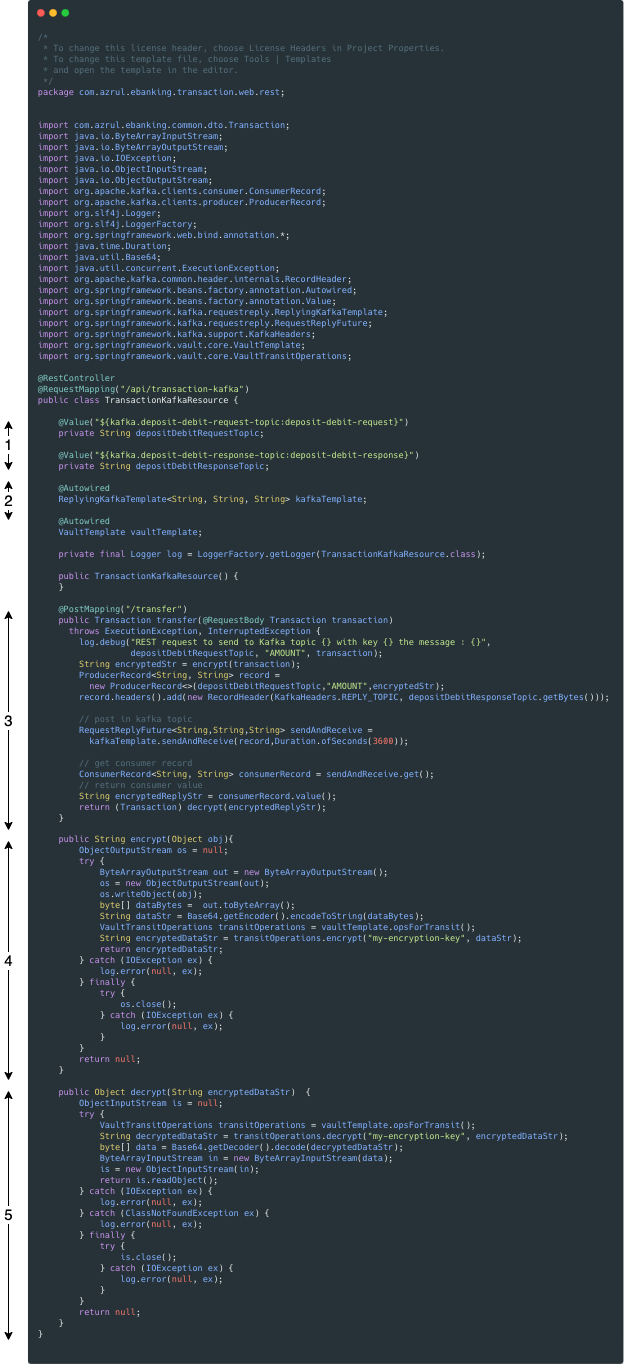 /*
 * To change this license header, choose License Headers in Project Properties.
 * To change this template file, choose Tools | Templates
 * and open the template in the editor.
 */
package com.azrul.ebanking.transaction.web.rest;

import com.azrul.ebanking.common.dto.Transaction;
import java.io.ByteArrayInputStream;
import java.io.ByteArrayOutputStream;
import java.io.IOException;
import java.io.ObjectInputStream;
import java.io.ObjectOutputStream;
import org.apache.kafka.clients.consumer.ConsumerRecord;
import org.apache.kafka.clients.producer.ProducerRecord;
import org.slf4j.Logger;
import org.slf4j.LoggerFactory;
import org.springframework.web.bind.annotation.*;
import java.time.Duration;
import java.util.Base64;
import java.util.concurrent.ExecutionException;
import org.apache.kafka.common.header.internals.RecordHeader;
import org.springframework.beans.factory.annotation.Autowired;
import org.springframework.beans.factory.annotation.Value;
import org.springframework.kafka.requestreply.ReplyingKafkaTemplate;
import org.springframework.kafka.requestreply.RequestReplyFuture;
import org.springframework.kafka.support.KafkaHeaders;
import org.springframework.vault.core.VaultTemplate;
import org.springframework.vault.core.VaultTransitOperations;

@RestController
@RequestMapping("/api/transaction-kafka")
public class TransactionKafkaResource {

    @Value("${kafka.deposit-debit-request-topic:deposit-debit-request}")
    private String depositDebitRequestTopic;
1
    @Value("${kafka.deposit-debit-response-topic:deposit-debit-response}")
    private String depositDebitResponseTopic;

    @Autowired
    ReplyingKafkaTemplate<String, String, String> kafkaTemplate;
2
    @Autowired
    VaultTemplate vaultTemplate;

    private final Logger log = LoggerFactory.getLogger(TransactionKafkaResource.class);

    public TransactionKafkaResource() {
    }

    @PostMapping("/transfer")
    public Transaction transfer(@RequestBody Transaction transaction)
      throws ExecutionException, InterruptedException {
        log.debug("REST request to send to Kafka topic {} with key {} the message : {}",
                  depositDebitRequestTopic, "AMOUNT", transaction);
        String encryptedStr = encrypt(transaction);
        ProducerRecord<String, String> record =
          new ProducerRecord<>(depositDebitRequestTopic,"AMOUNT",encryptedStr);
        record.headers().add(new RecordHeader(KafkaHeaders.REPLY_TOPIC, depositDebitResponseTopic.getBytes()));
3
        // post in kafka topic
        RequestReplyFuture<String,String,String> sendAndReceive =
          kafkaTemplate.sendAndReceive(record,Duration.ofSeconds(3600));

        // get consumer record
        ConsumerRecord<String, String> consumerRecord = sendAndReceive.get();
        // return consumer value
        String encryptedReplyStr = consumerRecord.value();
        return (Transaction) decrypt(encryptedReplyStr);
    }

    public String encrypt(Object obj){
        ObjectOutputStream os = null;
        try {
            ByteArrayOutputStream out = new ByteArrayOutputStream();
            os = new ObjectOutputStream(out);
            os.writeObject(obj);
            byte[] dataBytes =  out.toByteArray();
            String dataStr = Base64.getEncoder().encodeToString(dataBytes);
            VaultTransitOperations transitOperations = vaultTemplate.opsForTransit();
            String encryptedDataStr = transitOperations.encrypt("my-encryption-key", dataStr);
            return encryptedDataStr;
4
        } catch (IOException ex) {
            log.error(null, ex);
        } finally {
            try {
                os.close();
            } catch (IOException ex) {
                log.error(null, ex);
            }
        }
        return null;
    }

    public Object decrypt(String encryptedDataStr)  {
        ObjectInputStream is = null;
        try {
            VaultTransitOperations transitOperations = vaultTemplate.opsForTransit();
            String decryptedDataStr = transitOperations.decrypt("my-encryption-key", encryptedDataStr);
            byte[] data = Base64.getDecoder().decode(decryptedDataStr);
            ByteArrayInputStream in = new ByteArrayInputStream(data);
            is = new ObjectInputStream(in);
            return is.readObject();
        } catch (IOException ex) {
            log.error(null, ex);
5
        } catch (ClassNotFoundException ex) {
            log.error(null, ex);
        } finally {
            try {
                is.close();
            } catch (IOException ex) {
                log.error(null, ex);
            }
        }
        return null;
    }
}